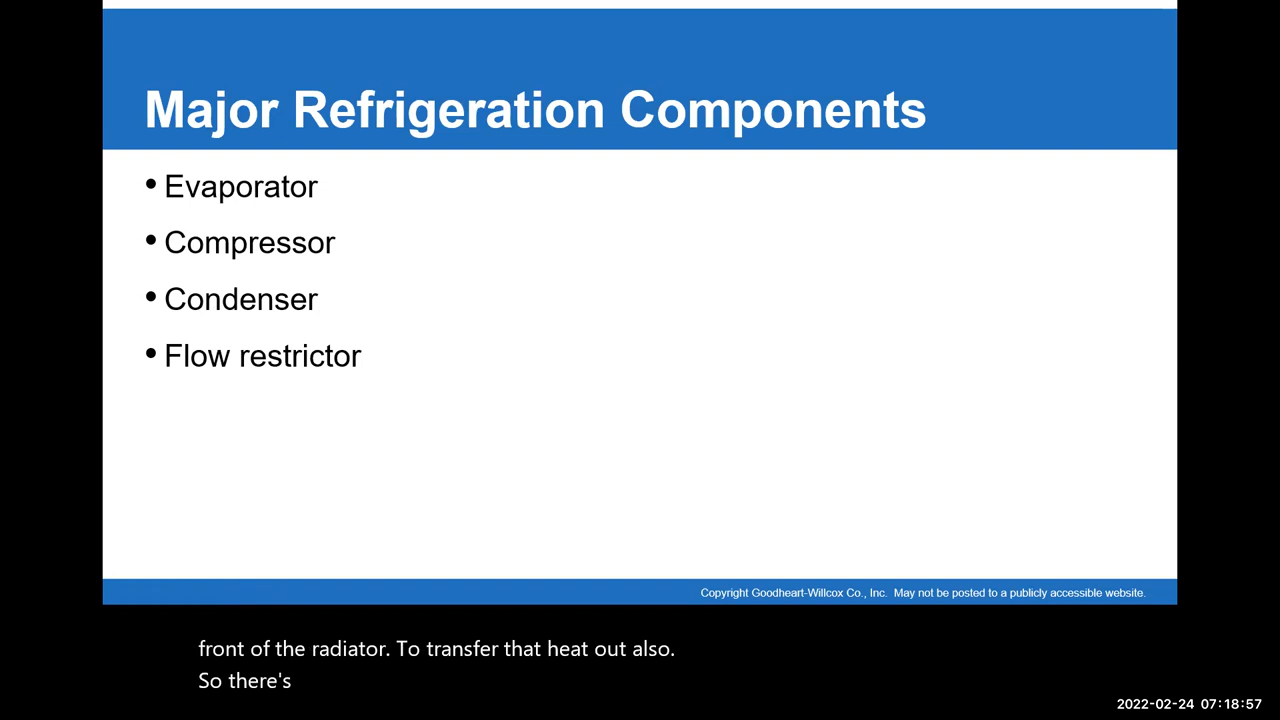 Major Refrigeration Components
• Evaporator
• Compressor
• Condenser
• Flow restrictor
Copyright Goodheart-Willcox Co., Inc. May not be posted to a publicly accessible website.
front of the radiator. To transfer that heat out also.
So there's
2022-02-24 07:18:57